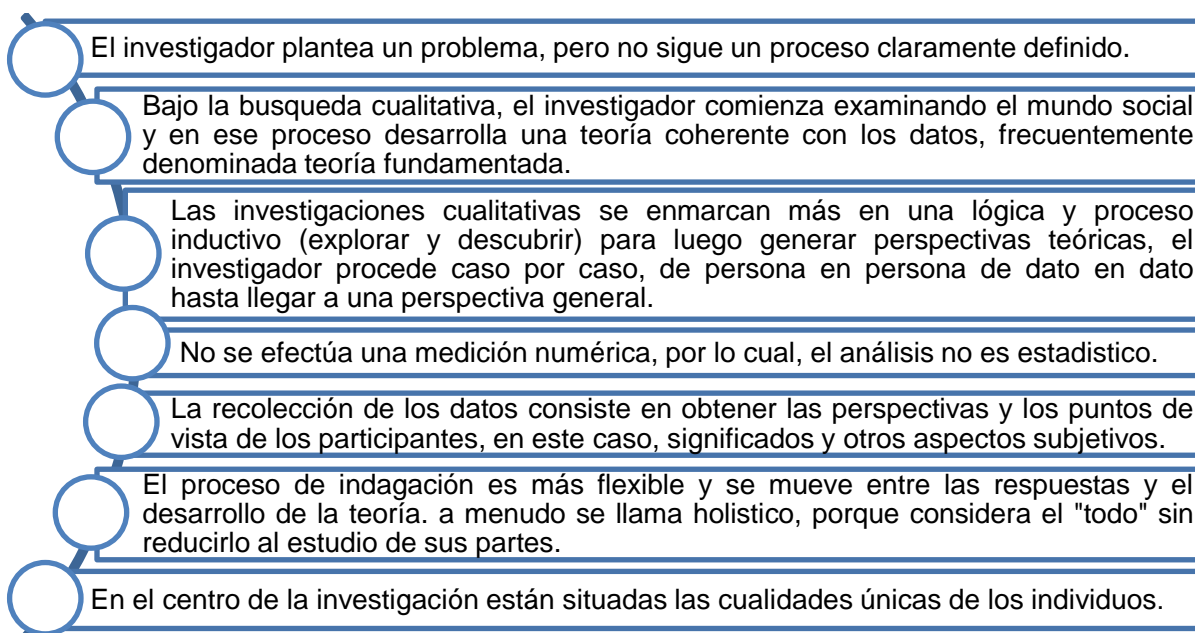 El investigador plantea un problema, pero no sigue un proceso claramente definido.
Bajo la busqueda cualitativa, el investigador comienza examinando el mundo social
y en ese proceso desarrolla una teoría coherente con los datos, frecuentemente
denominada teoría fundamentada.
Las investigaciones cualitativas se enmarcan más en una lógica y proceso
inductivo (explorar y descubrir) para luego generar perspectivas teóricas, el
investigador procede caso por caso, de persona en persona de dato en dato
hasta llegar a una perspectiva general.
No se efectúa una medición numérica, por lo cual, el análisis no es estadistico.
La recolección de los datos consiste en obtener las perspectivas y los puntos de
vista de los participantes, en este caso, significados y otros aspectos subjetivos.
El proceso de indagación es más flexible y se mueve entre las respuestas y el
desarrollo de la teoría. a menudo se llama holistico, porque considera el "todo" sin
reducirlo al estudio de sus partes.
En el centro de la investigación están situadas las cualidades únicas de los individuos.